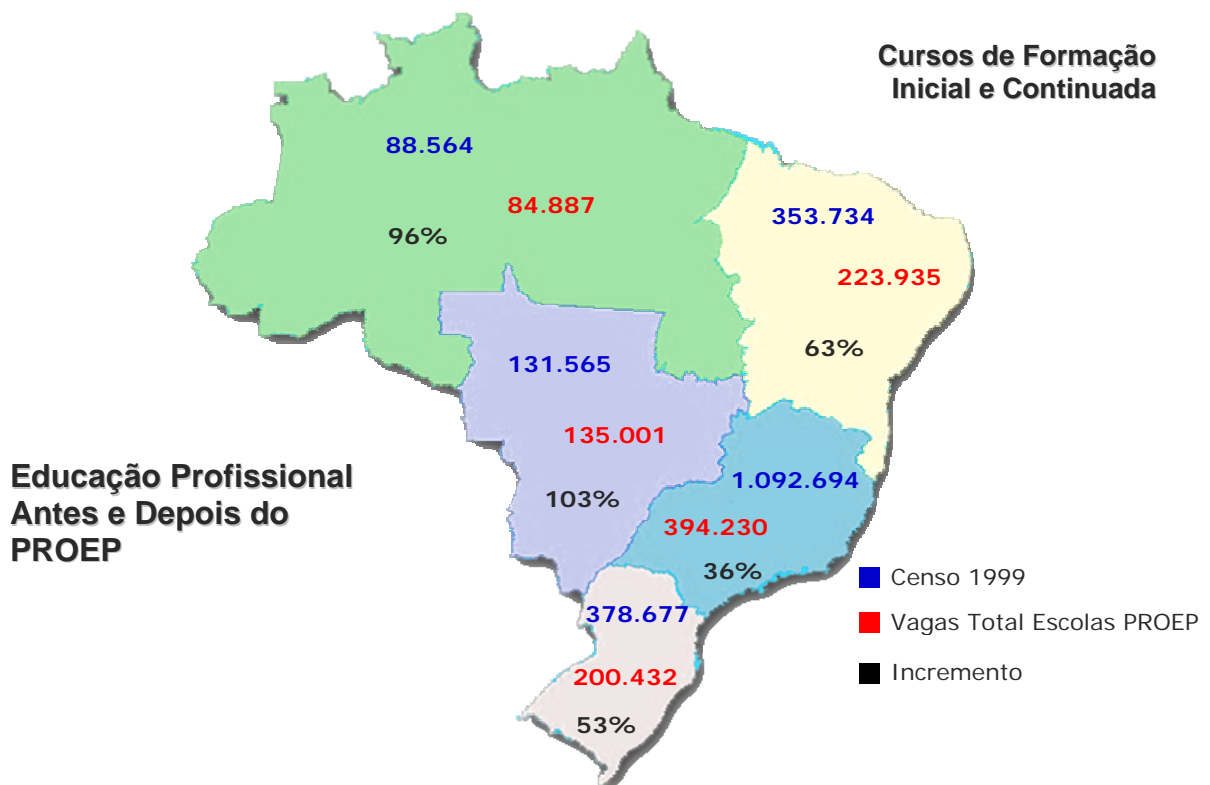 Cursos de Formação
Inicial e Continuada
88.564
84.887
96%
353.734
223.935
63%
131.565
135.001
103%
1.092.694
394.230
36%
378.677
200.432
53%
Educação Profissional
Antes e Depois do
PROEP
Censo 1999
Vagas Total Escolas PROEP
Incremento